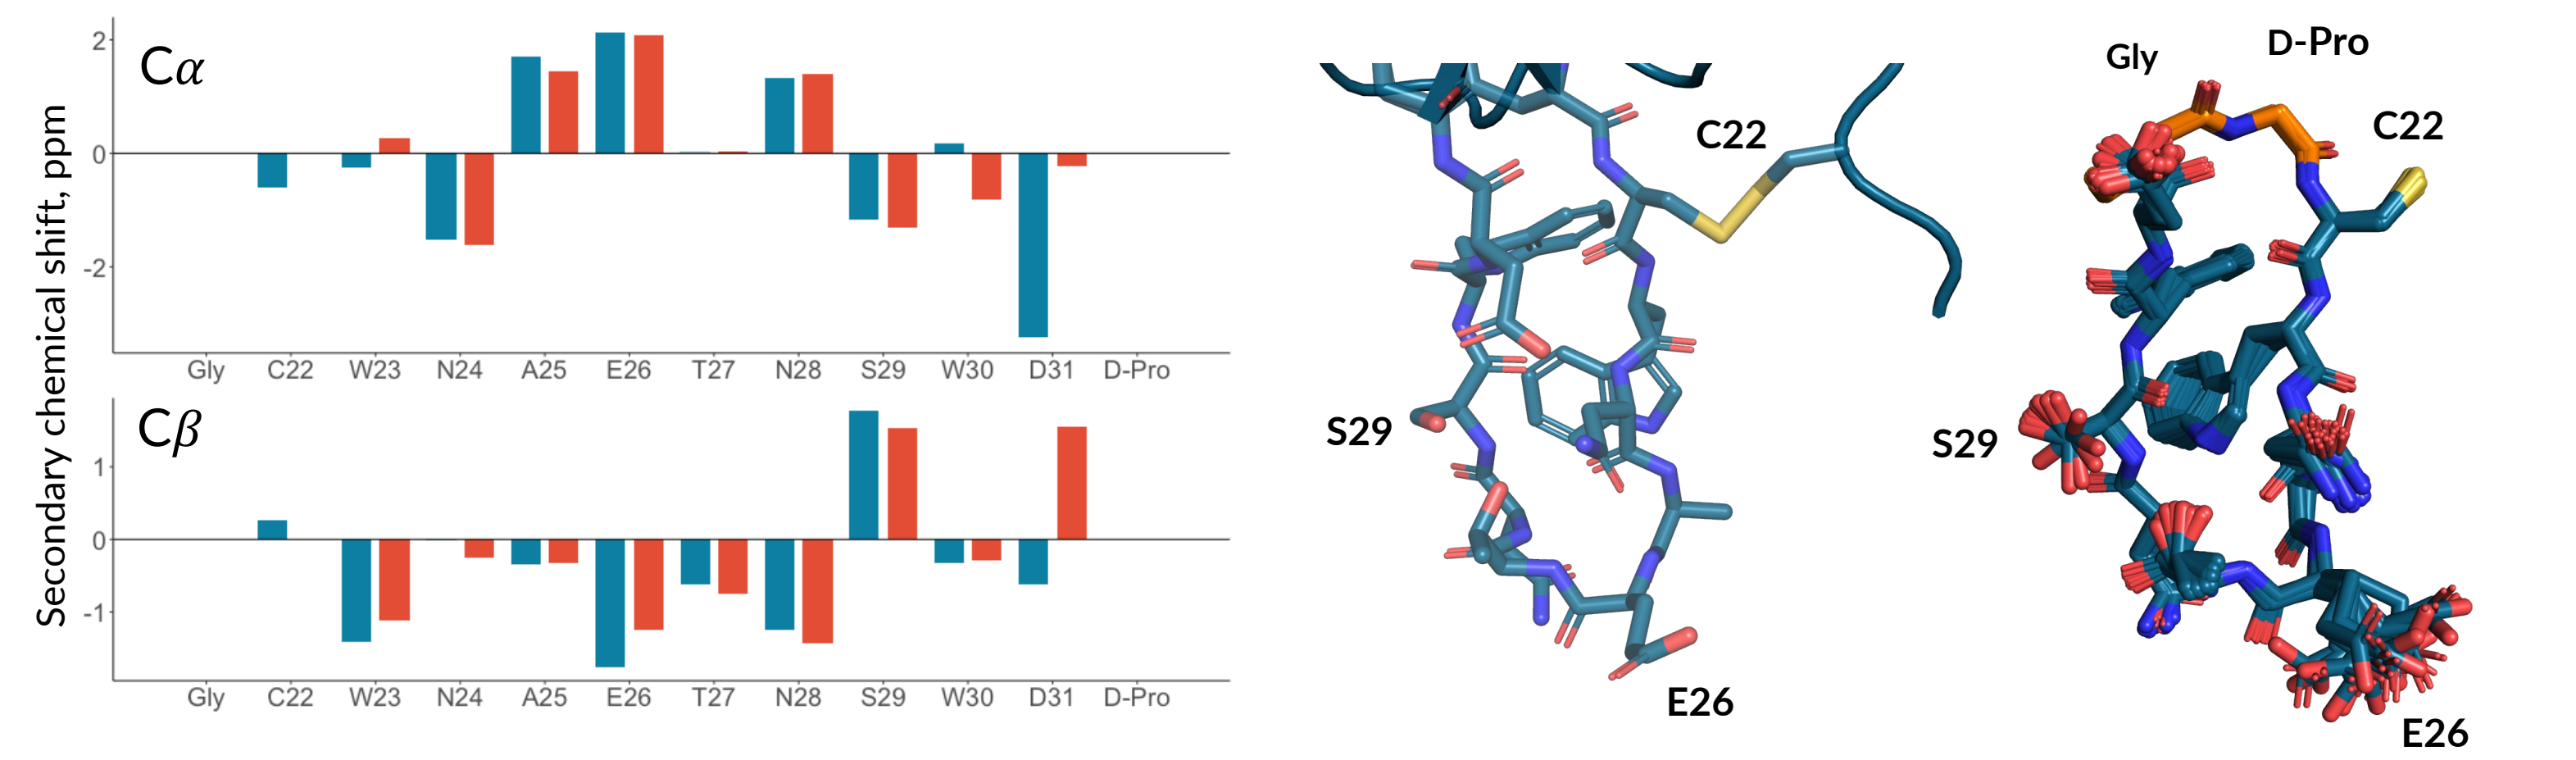 Secondary chemical shift, ppm
Cα
2
0
-2
Gly C22 W23 N24 A25 E26 T27 N28 S29 W30 D31 D-Pro
Cβ
1
0
-1
Gly C22 W23 N24 A25 E26 T27 N28 S29 W30 D31 D-Pro
C22
S29
E26
Gly
D-Pro
C22
S29
E26